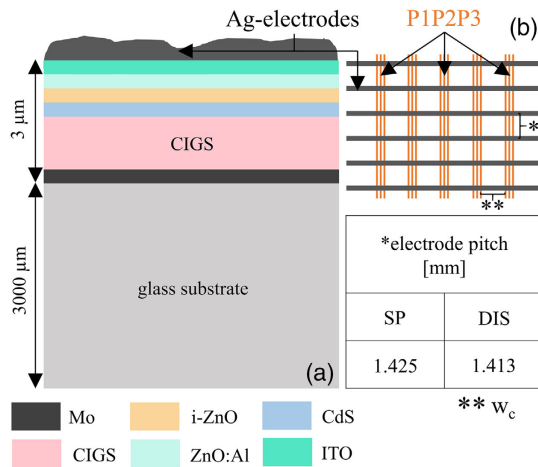 Ag-electrodes
P1P2P3
(b)
3 µm
CIGS
*
**
3000 µm
glass substrate
(a)
*electrode pitch
[mm]
SP DIS
1.425 1.413
** Wc
Mo i-ZnO CdS
CIGS ZnO:Al ITO